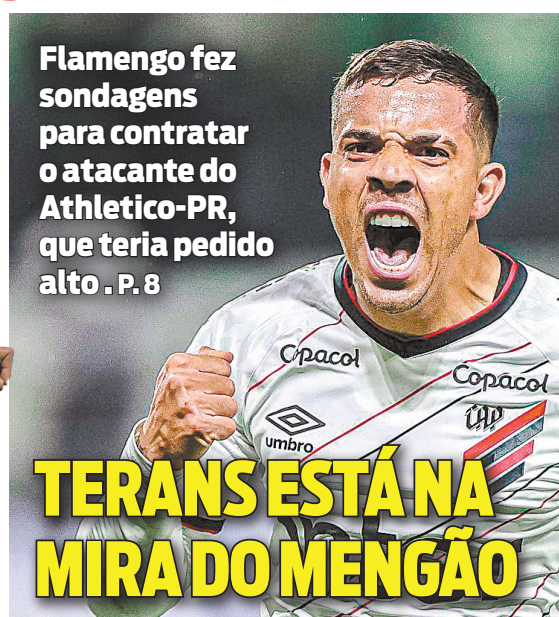 Flamengo fez
sondagens
para contratar
o atacante do
Athletico-PR,
que teria pedido
alto . P. 8
Copacol
Copacol
CAP
umbro
TERANS ESTÁ NA
MIRA DO MENGÃO